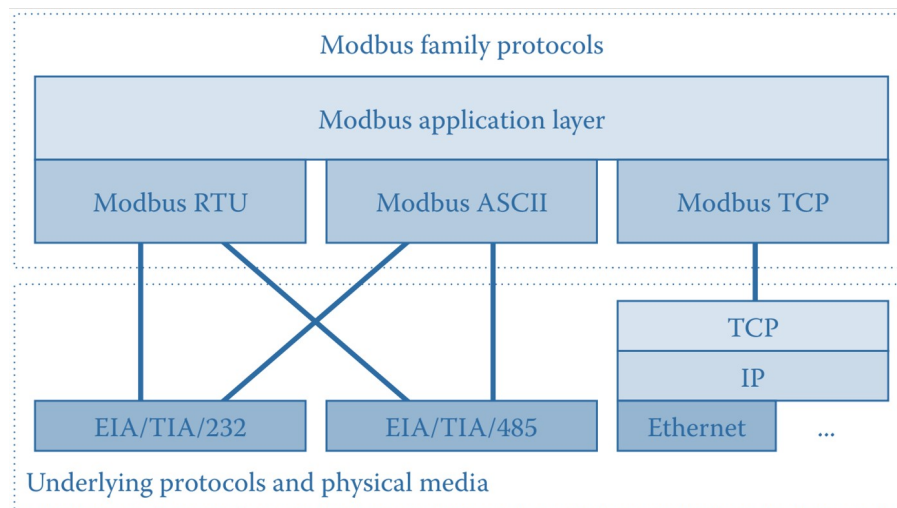 Modbus family protocols
Modbus application layer
Modbus RTU
Modbus ASCII
Modbus TCP
TCP
IP
EIA/TIA/232
EIA/TIA/485
Ethernet
...
Underlying protocols and physical media